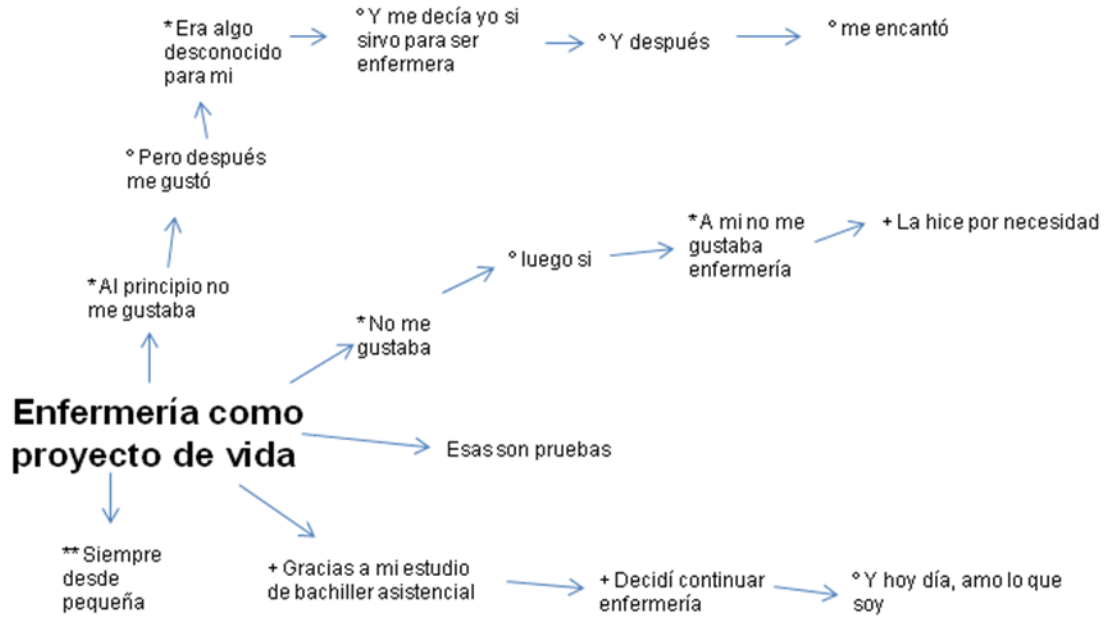 * Era algo
desconocido
para mi
° Y me decía yo si
sirvo para ser
enfermera
° Y después
° me encantó
° Pero después
me gustó
* Al principio no
me gustaba
* No me
gustaba
° luego si
* A mi no me
gustaba
enfermería
+ La hice por necesidad
Enfermería como
proyecto de vida
Esas son pruebas
** Siempre
desde
pequeña
+ Gracias a mi estudio
de bachiller asistencial
+ Decidí continuar
enfermería
° Y hoy día, amo lo que
soy